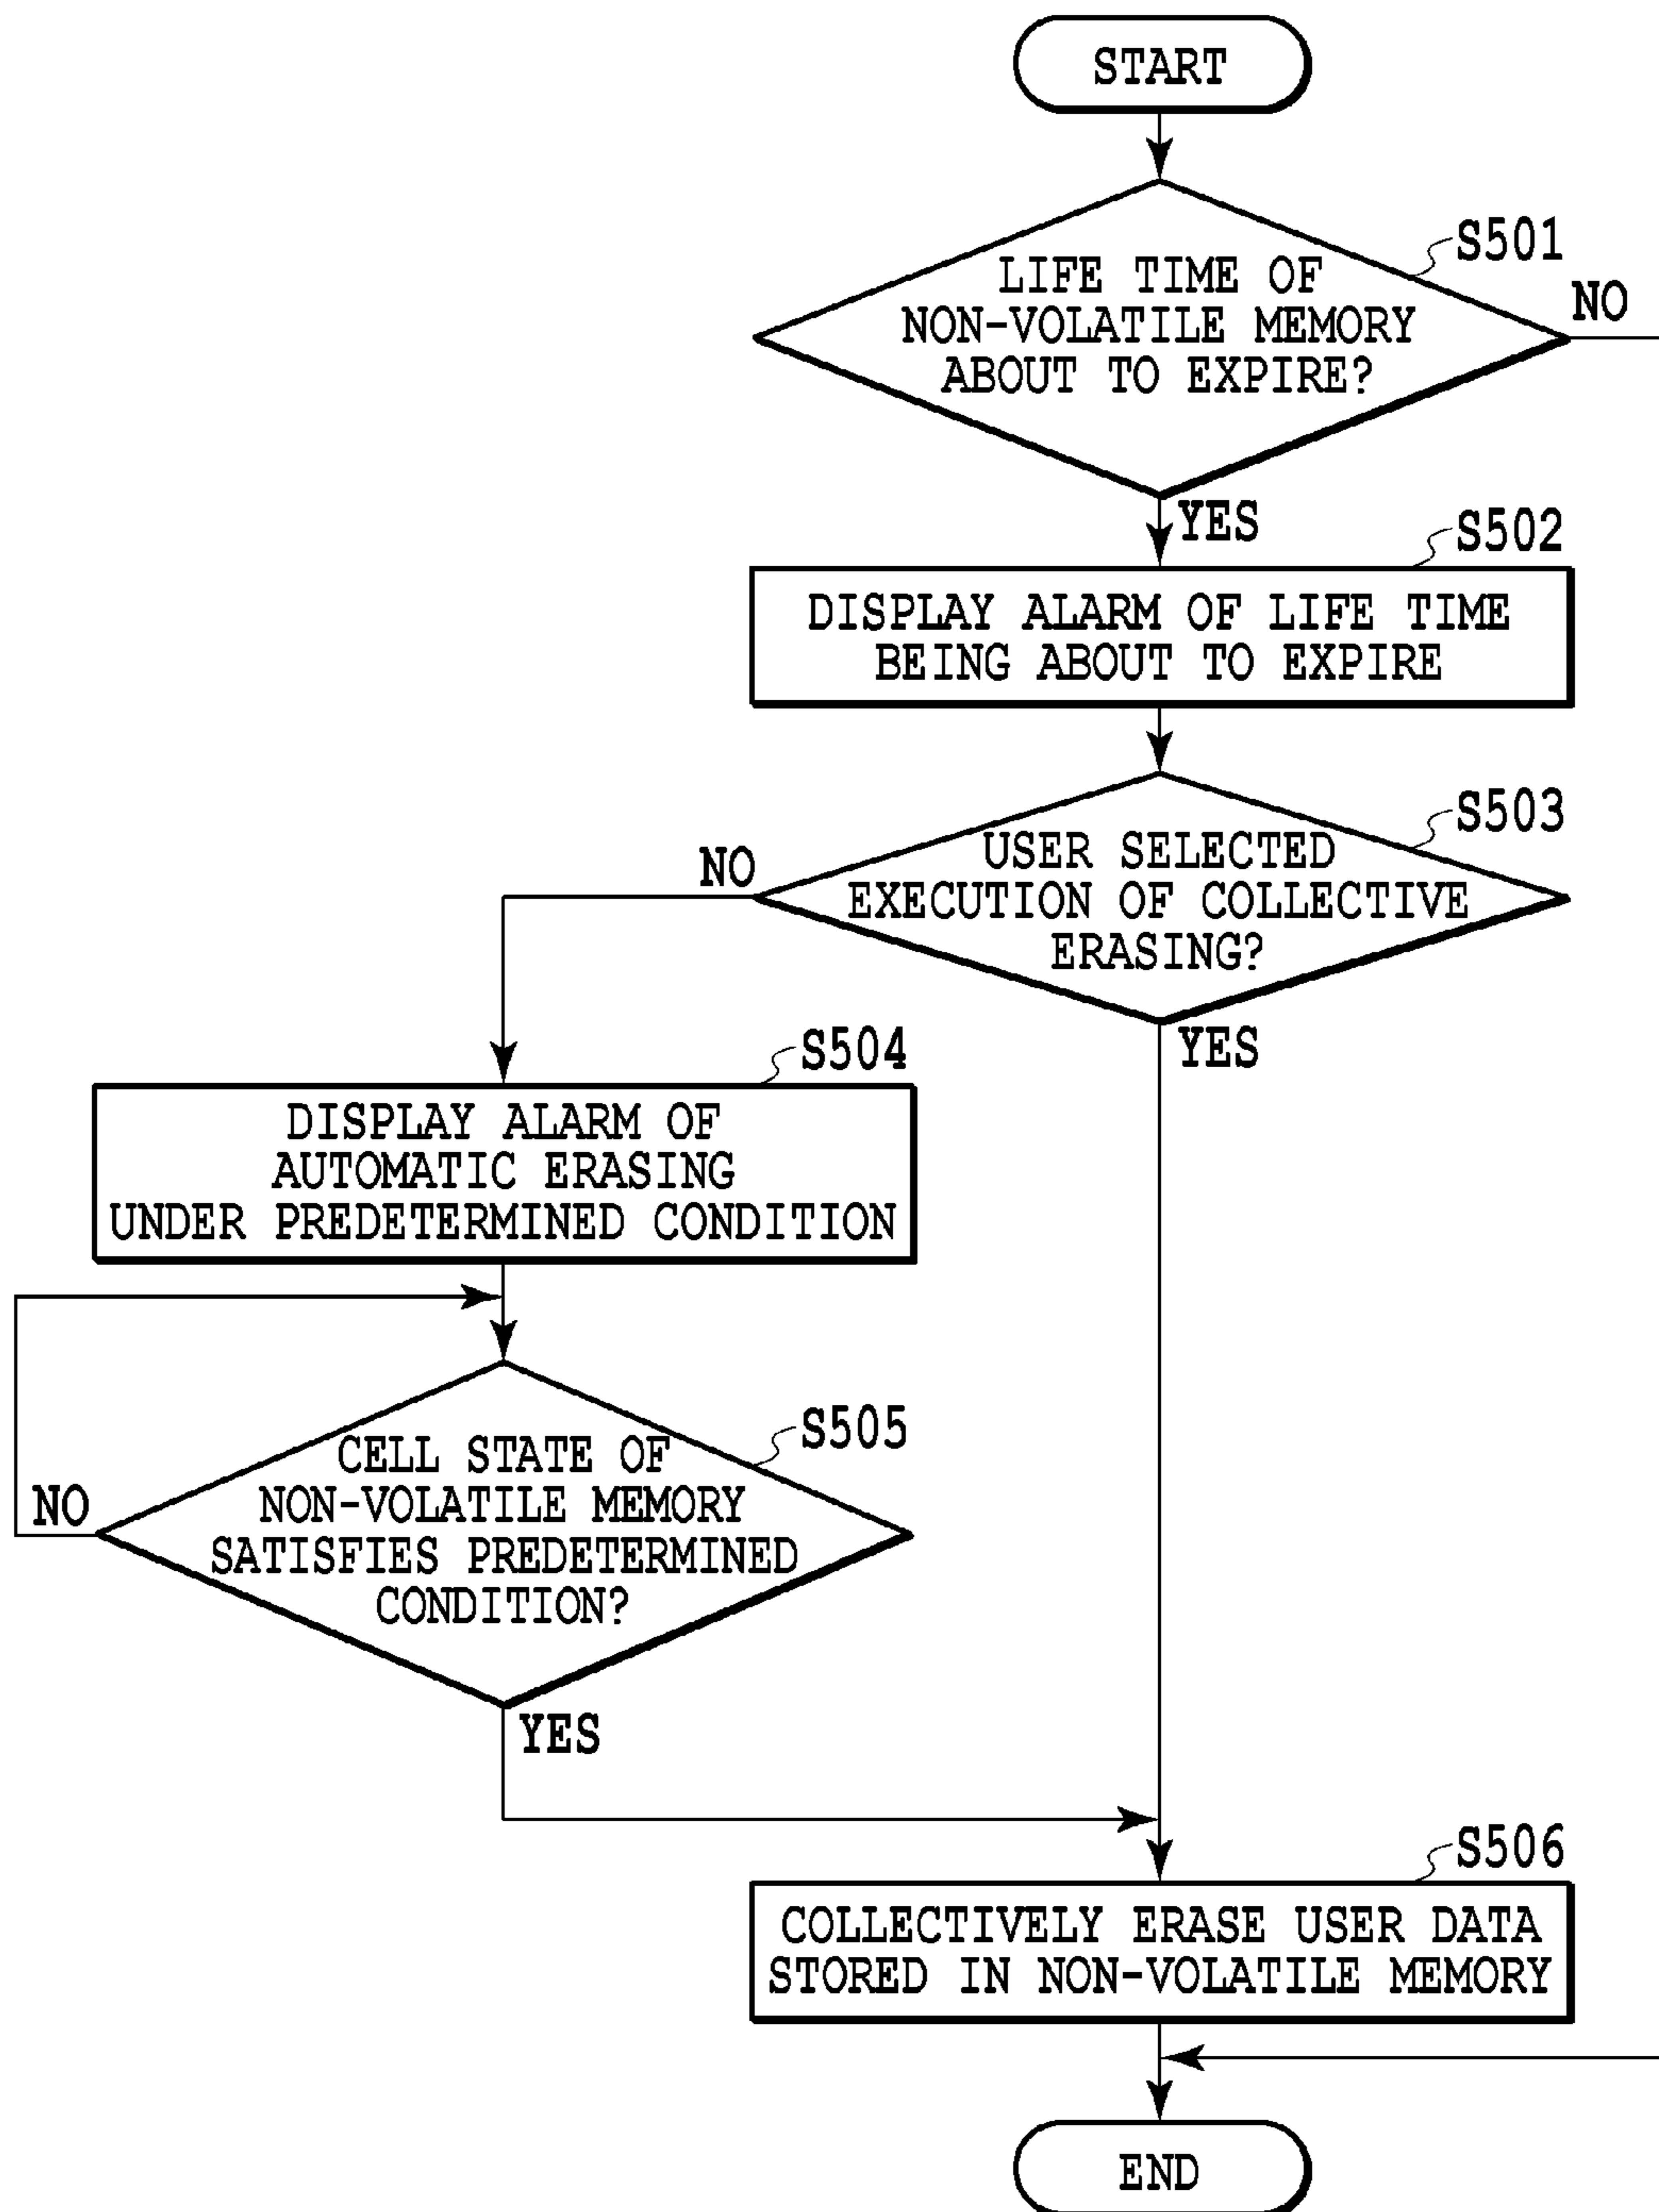 START
S501
LIFE TIME OF
NON-VOLATILE MEMORY
ABOUT TO EXPIRE?
NO
YES
S502
DISPLAY ALARM OF LIFE TIME
BEING ABOUT TO EXPIRE
S503
USER SELECTED
EXECUTION OF COLLECTIVE
ERASING?
NO
YES
S504
DISPLAY ALARM OF
AUTOMATIC ERASING
UNDER PREDETERMINED CONDITION
S505
CELL STATE OF
NON-VOLATILE MEMORY
SATISFIES PREDETERMINED
CONDITION?
NO
YES
S506
COLLECTIVELY ERASE USER DATA
STORED IN NON-VOLATILE MEMORY
END